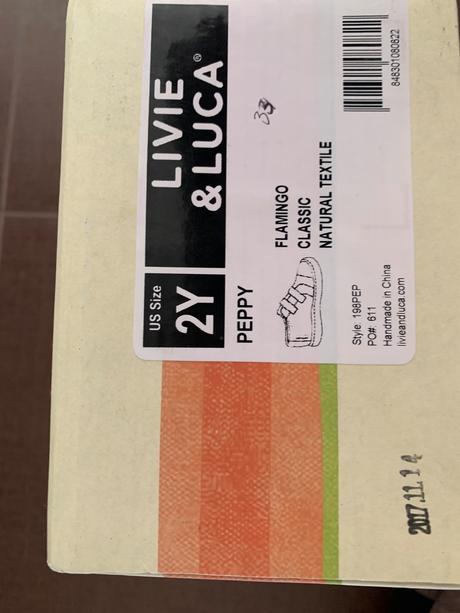 US Size
2Y
LIVIE
& LUCA®
PEPPY
FLAMINGO
CLASSIC
NATURAL TEXTILE
Style: 198PEP
PO#: 611
Handmade in China
livieandluca.com
848301080822
2017.11.14